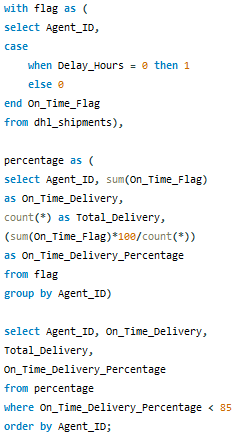 with flag as (
select Agent_ID,
case
    when Delay_Hours = 0 then 1
    else 0
end On_Time_Flag
from dhl_shipments),

percentage as (
select Agent_ID, sum(On_Time_Flag)
as On_Time_Delivery,
count(*) as Total_Delivery,
(sum(On_Time_Flag)*100/count(*))
as On_Time_Delivery_Percentage
from flag
group by Agent_ID)

select Agent_ID, On_Time_Delivery,
Total_Delivery,
On_Time_Delivery_Percentage
from percentage
where On_Time_Delivery_Percentage < 85
order by Agent_ID;